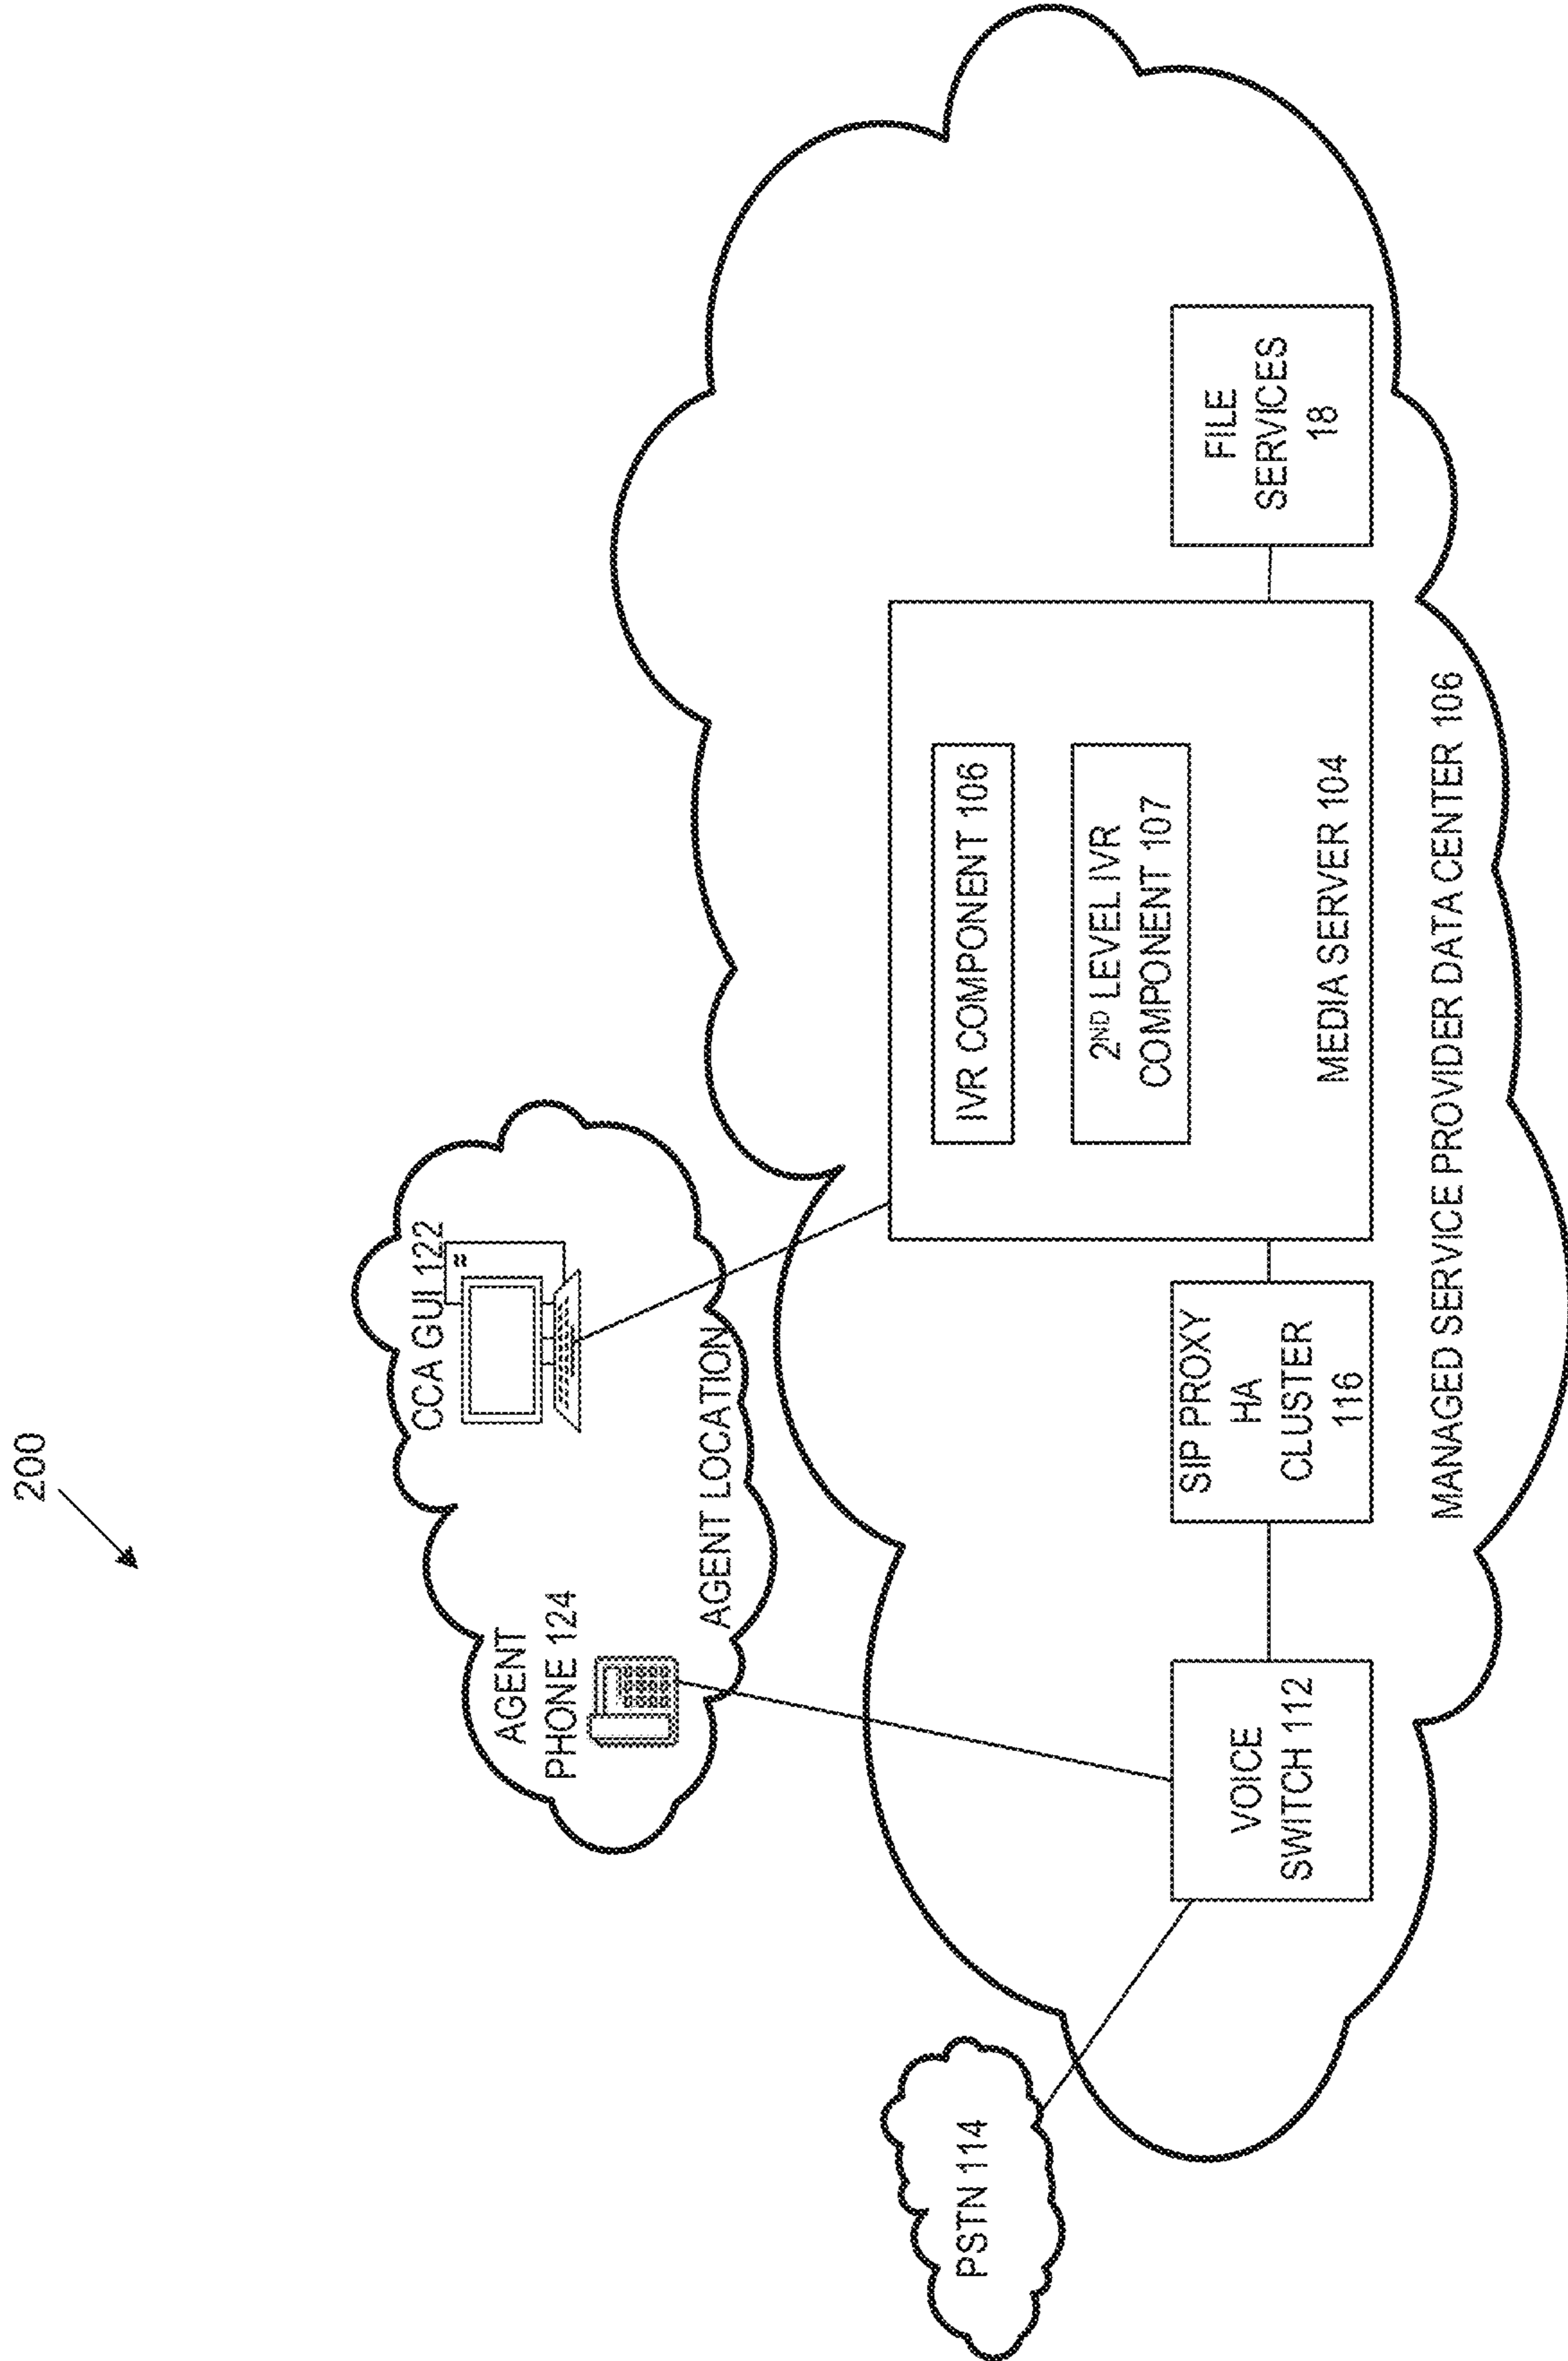 200
CCA GUI 122
AGENT
PHONE 124
AGENT LOCATION
PSTN 114
VOICE
SWITCH 112
SIP PROXY
HA
CLUSTER
116
IVR COMPONENT 106
2ND LEVEL IVR
COMPONENT 107
MEDIA SERVER 104
FILE
SERVICES
18
MANAGED SERVICE PROVIDER DATA CENTER 106